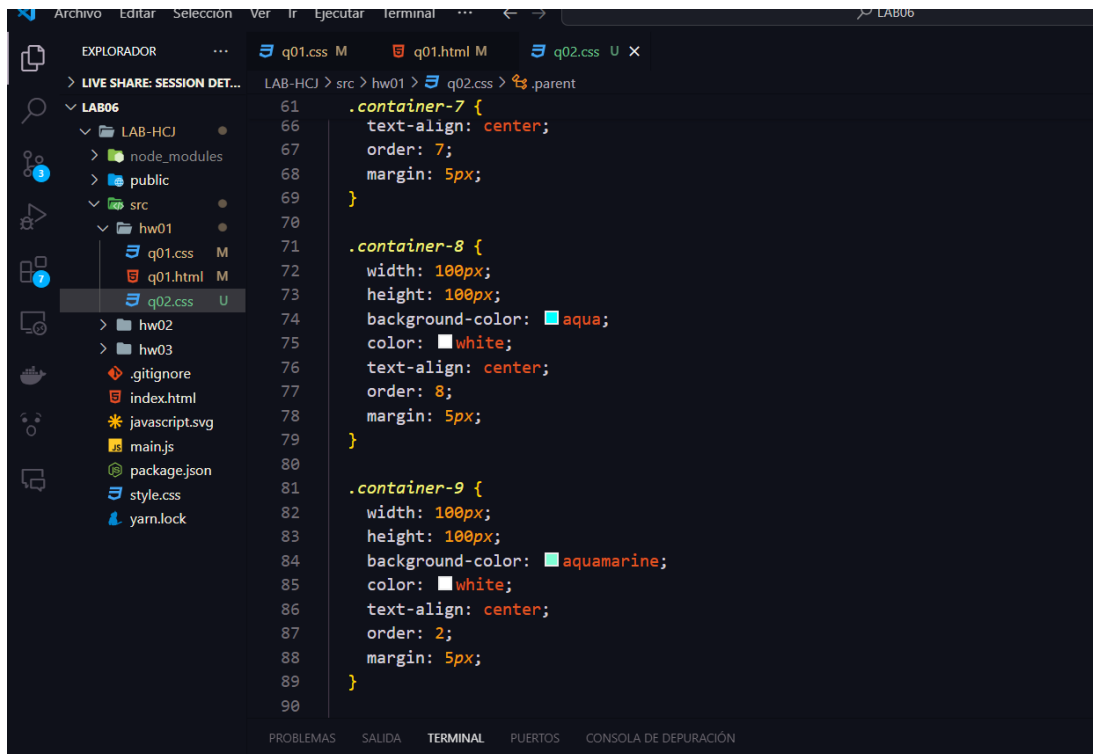 Archivo Editar Selección Ver Ir Ejecutar Terminal ··· ← → LAB06
EXPLORADOR ···
LIVE SHARE: SESSION DET...
LAB06
LAB-HCJ
node_modules
public
src
hw01
q01.css M
q01.html M
q02.css U
hw02
hw03
.gitignore
index.html
javascript.svg
main.js
package.json
style.css
yarn.lock
3
7
q01.css M q01.html M q02.css U ×
LAB-HCJ > src > hw01 > q02.css > .parent
61 .container-7 {
66 text-align: center;
67 order: 7;
68 margin: 5px;
69 }
70
71 .container-8 {
72 width: 100px;
73 height: 100px;
74 background-color: aqua;
75 color: white;
76 text-align: center;
77 order: 8;
78 margin: 5px;
79 }
80
81 .container-9 {
82 width: 100px;
83 height: 100px;
84 background-color: aquamarine;
85 color: white;
86 text-align: center;
87 order: 2;
88 margin: 5px;
89 }
90
PROBLEMAS SALIDA TERMINAL PUERTOS CONSOLA DE DEPURACIÓN